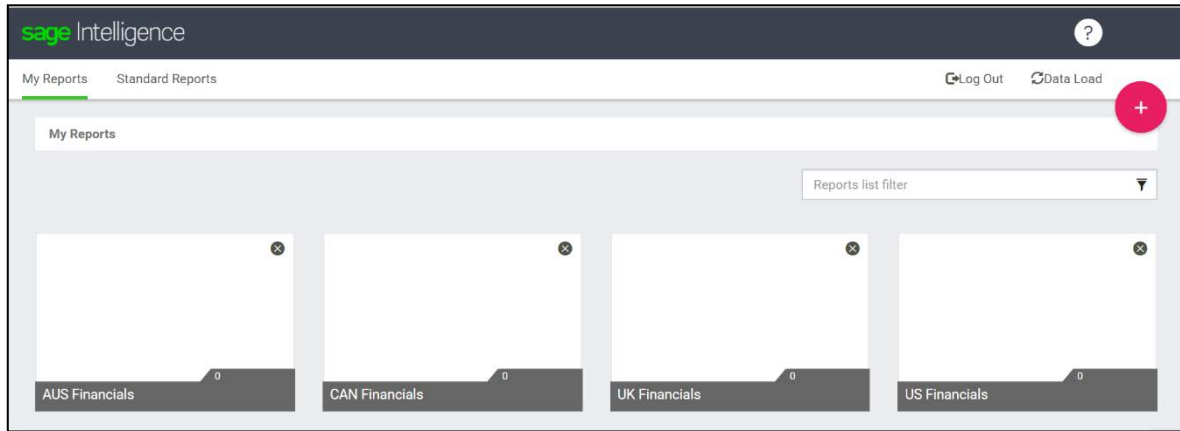 sage Intelligence
?
My Reports Standard Reports Log Out Data Load
+
My Reports
Reports list filter
0 0 0 0
AUS Financials CAN Financials UK Financials US Financials